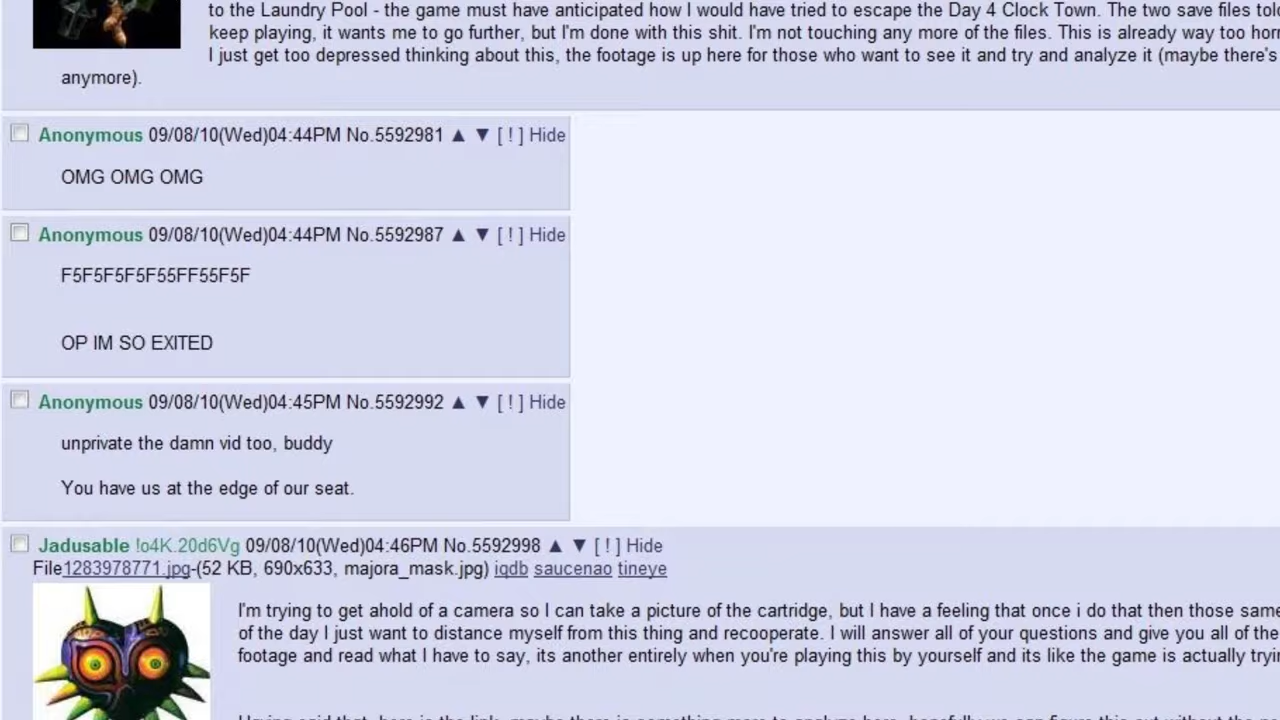 to the Laundry Pool - the game must have anticipated how I would have tried to escape the Day 4 Clock Town. The two save files told
keep playing, it wants me to go further, but I'm done with this shit. I'm not touching any more of the files. This is already way too horr
I just get too depressed thinking about this, the footage is up here for those who want to see it and try and analyze it (maybe there's
anymore).
Anonymous 09/08/10(Wed)04:44PM No.5592981 ▲ ▼ [ ! ] Hide
OMG OMG OMG
Anonymous 09/08/10(Wed)04:44PM No.5592987 ▲ ▼ [ ! ] Hide
F5F5F5F5F55FF55F5F
OP IM SO EXITED
Anonymous 09/08/10(Wed)04:45PM No.5592992 ▲ ▼ [ ! ] Hide
unprivate the damn vid too, buddy
You have us at the edge of our seat.
Jadusable !o4K.20d6Vg 09/08/10(Wed)04:46PM No.5592998 ▲ ▼ [ ! ] Hide
File1283978771.jpg-(52 KB, 690x633, majora_mask.jpg) iqdb saucenao tineye
I'm trying to get ahold of a camera so I can take a picture of the cartridge, but I have a feeling that once i do that then those same
of the day I just want to distance myself from this thing and recooperate. I will answer all of your questions and give you all of the
footage and read what I have to say, its another entirely when you're playing this by yourself and its like the game is actually tryi